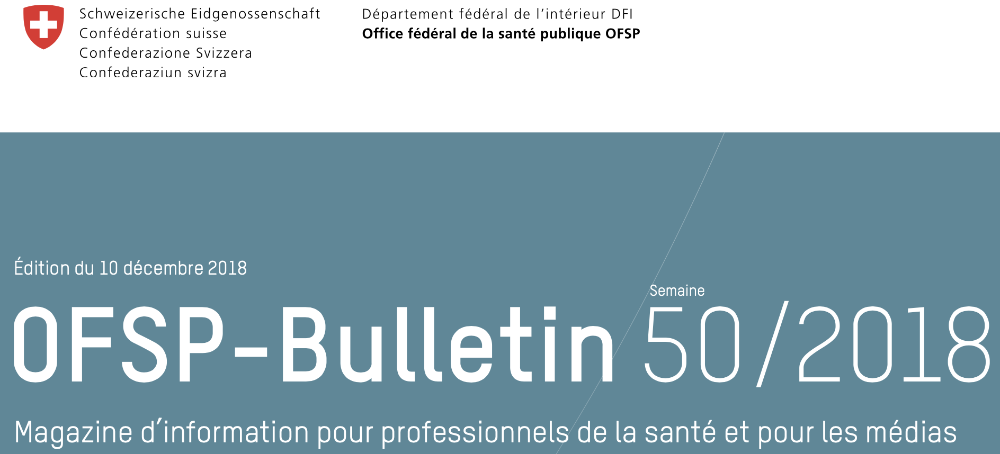 Schweizerische Eidgenossenschaft
Confédération suisse
Confederazione Svizzera
Confederaziun svizra
Département fédéral de l’intérieur DFI
Office fédéral de la santé publique OFSP
Édition du 10 décembre 2018
Semaine
OFSP-Bulletin 50/2018
Magazine d’information pour professionnels de la santé et pour les médias